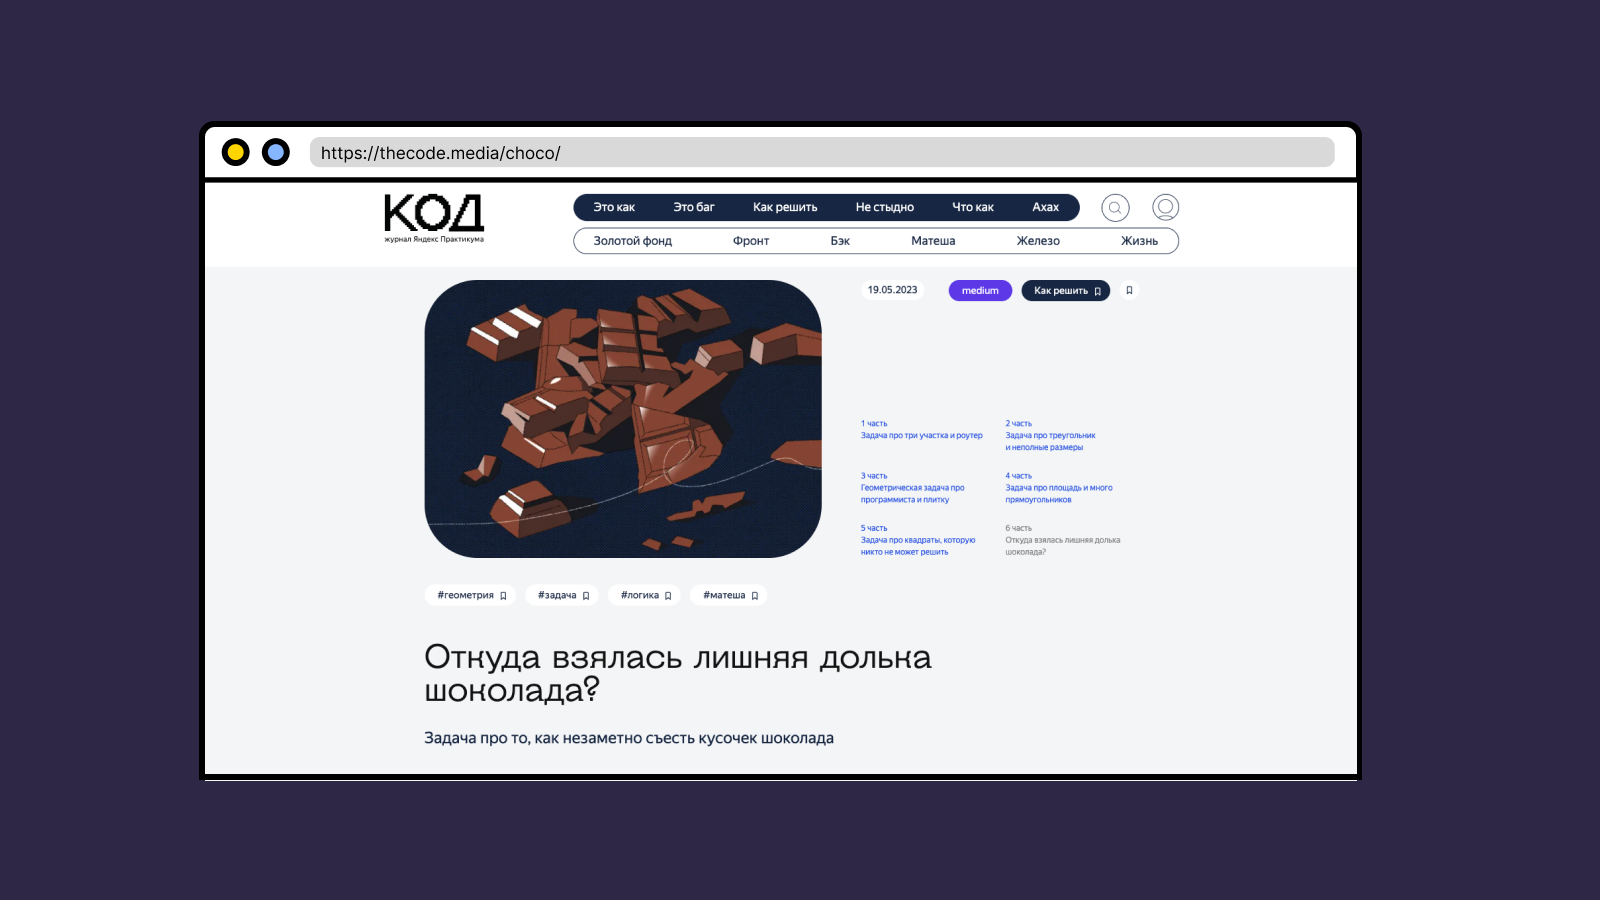 https://thecode.media/choco/
КОД
журнал Яндекс Практикума
Это как Это баг Как решить Не стыдно Что как Ахах
Золотой фонд Фронт Бэк Матеша Железо Жизнь
19.05.2023 medium Как решить
1 часть
Задача про три участка и роутер
2 часть
Задача про треугольник
и неполные размеры
3 часть
Геометрическая задача про
программиста и плитку
4 часть
Задача про площадь и много
прямоугольников
5 часть
Задача про квадраты, которую
никто не может решить
6 часть
Откуда взялась лишняя долька
шоколада?
#геометрия #задача #логика #матеша
Откуда взялась лишняя долька
шоколада?
Задача про то, как незаметно съесть кусочек шоколада